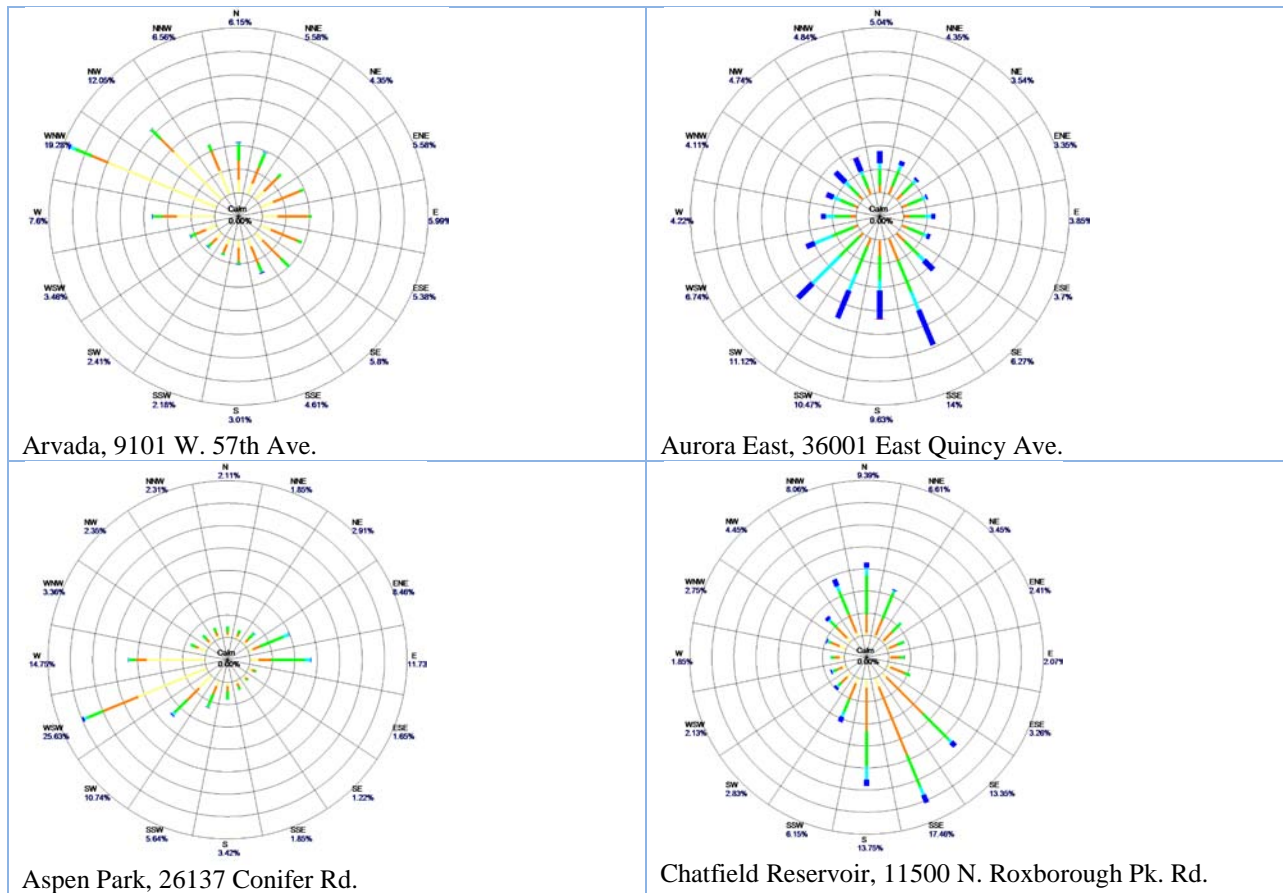 N
6.15%
NNE
5.58%
NE
4.35%
ENE
5.58%
E
5.99%
ESE
5.38%
SE
5.8%
SSE
4.61%
S
3.01%
SSW
2.18%
SW
2.41%
WSW
3.46%
W
7.6%
WNW
19.28%
NW
12.05%
NNW
6.56%
Calm
0.00%
Arvada, 9101 W. 57th Ave.
N
5.04%
NNE
4.35%
NE
3.54%
ENE
3.35%
E
3.85%
ESE
3.7%
SE
6.27%
SSE
14%
S
9.63%
SSW
10.47%
SW
11.12%
WSW
6.74%
W
4.22%
WNW
4.11%
NW
4.74%
NNW
4.84%
Calm
0.00%
Aurora East, 36001 East Quincy Ave.
N
2.11%
NNE
1.85%
NE
2.91%
ENE
8.46%
E
11.73
ESE
1.65%
SE
1.22%
SSE
1.85%
S
3.42%
SSW
5.64%
SW
10.74%
WSW
25.63%
W
14.75%
WNW
3.36%
NW
2.35%
NNW
2.31%
Calm
0.00%
Aspen Park, 26137 Conifer Rd.
N
9.39%
NNE
6.61%
NE
3.45%
ENE
2.41%
E
2.07%
ESE
3.26%
SE
13.35%
SSE
17.46%
S
13.75%
SSW
6.15%
SW
2.83%
WSW
2.13%
W
1.85%
WNW
2.75%
NW
4.45%
NNW
8.06%
Calm
0.00%
Chatfield Reservoir, 11500 N. Roxborough Pk. Rd.